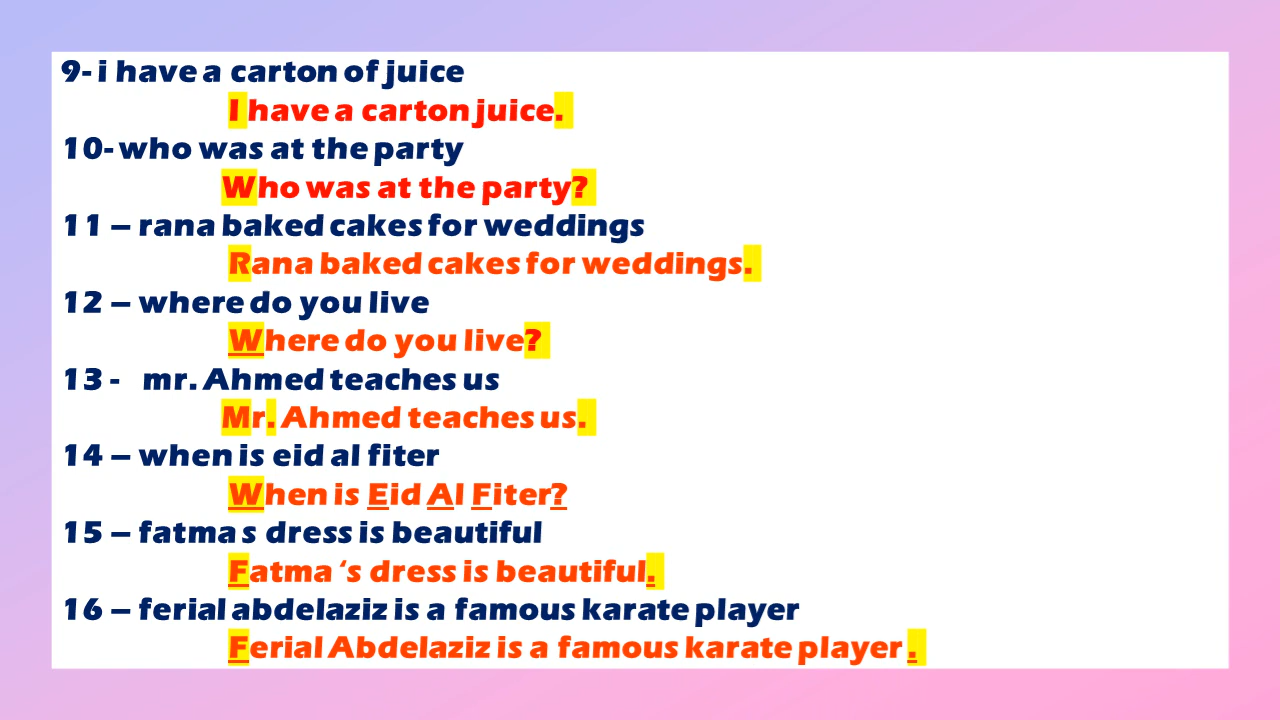 9- i have a carton of juice
I have a carton juice.
10- who was at the party
Who was at the party?
11 – rana baked cakes for weddings
Rana baked cakes for weddings.
12 – where do you live
Where do you live?
13 - mr. Ahmed teaches us
Mr. Ahmed teaches us.
14 – when is eid al fiter
When is Eid Al Fiter?
15 – fatma s dress is beautiful
Fatma ‘s dress is beautiful.
16 – ferial abdelaziz is a famous karate player
Ferial Abdelaziz is a famous karate player .